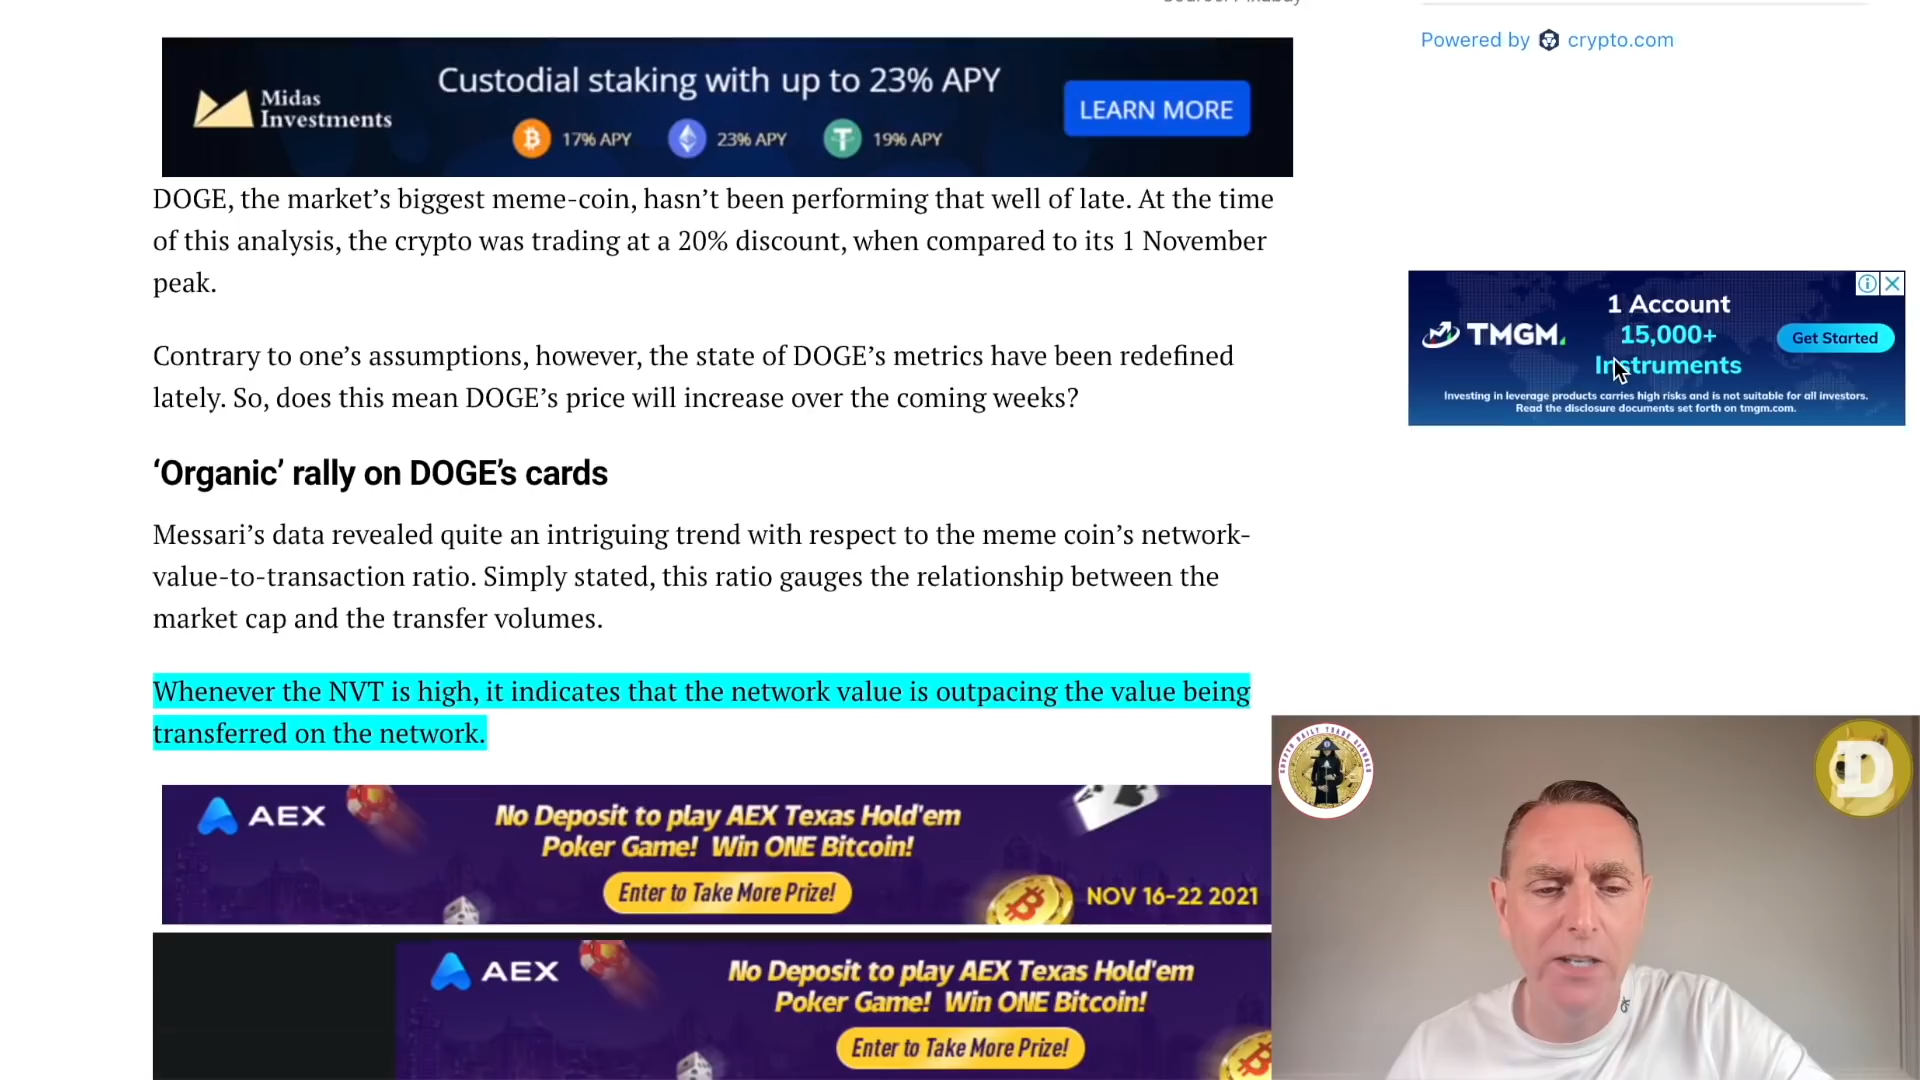 Powered by crypto.com
Midas
Investments
Custodial staking with up to 23% APY
17% APY 23% APY 19% APY
LEARN MORE
DOGE, the market’s biggest meme-coin, hasn’t been performing that well of late. At the time
of this analysis, the crypto was trading at a 20% discount, when compared to its 1 November
peak.
Contrary to one’s assumptions, however, the state of DOGE’s metrics have been redefined
lately. So, does this mean DOGE’s price will increase over the coming weeks?
TMGM.
1 Account
15,000+
Instruments
Get Started
Investing in leverage products carries high risks and is not suitable for all investors.
Read the disclosure documents set forth on tmgm.com.
‘Organic’ rally on DOGE’s cards
Messari’s data revealed quite an intriguing trend with respect to the meme coin’s network-
value-to-transaction ratio. Simply stated, this ratio gauges the relationship between the
market cap and the transfer volumes.
Whenever the NVT is high, it indicates that the network value is outpacing the value being
transferred on the network.
AEX
No Deposit to play AEX Texas Hold'em
Poker Game! Win ONE Bitcoin!
Enter to Take More Prize!
NOV 16-22 2021
AEX
No Deposit to play AEX Texas Hold'em
Poker Game! Win ONE Bitcoin!
Enter to Take More Prize!
CRYPTO DAILY TRADE SIGNALS
D